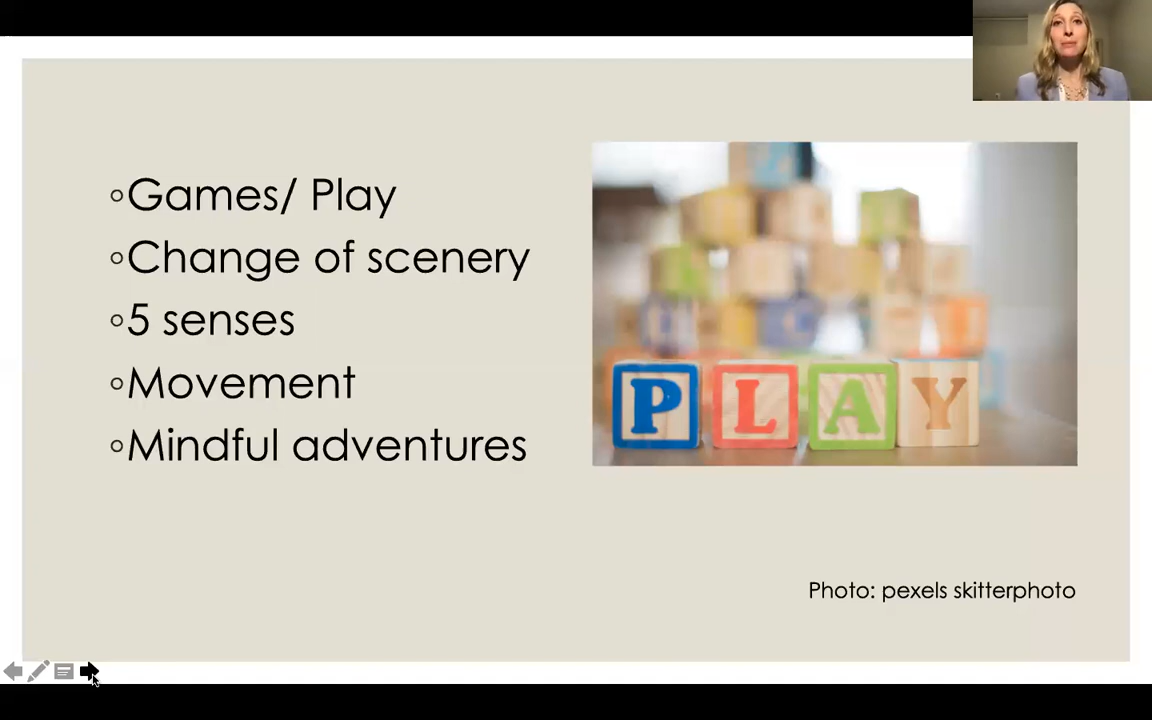 ◦Games/ Play
◦Change of scenery
◦5 senses
◦Movement
◦Mindful adventures
PLAY
Photo: pexels skitterphoto